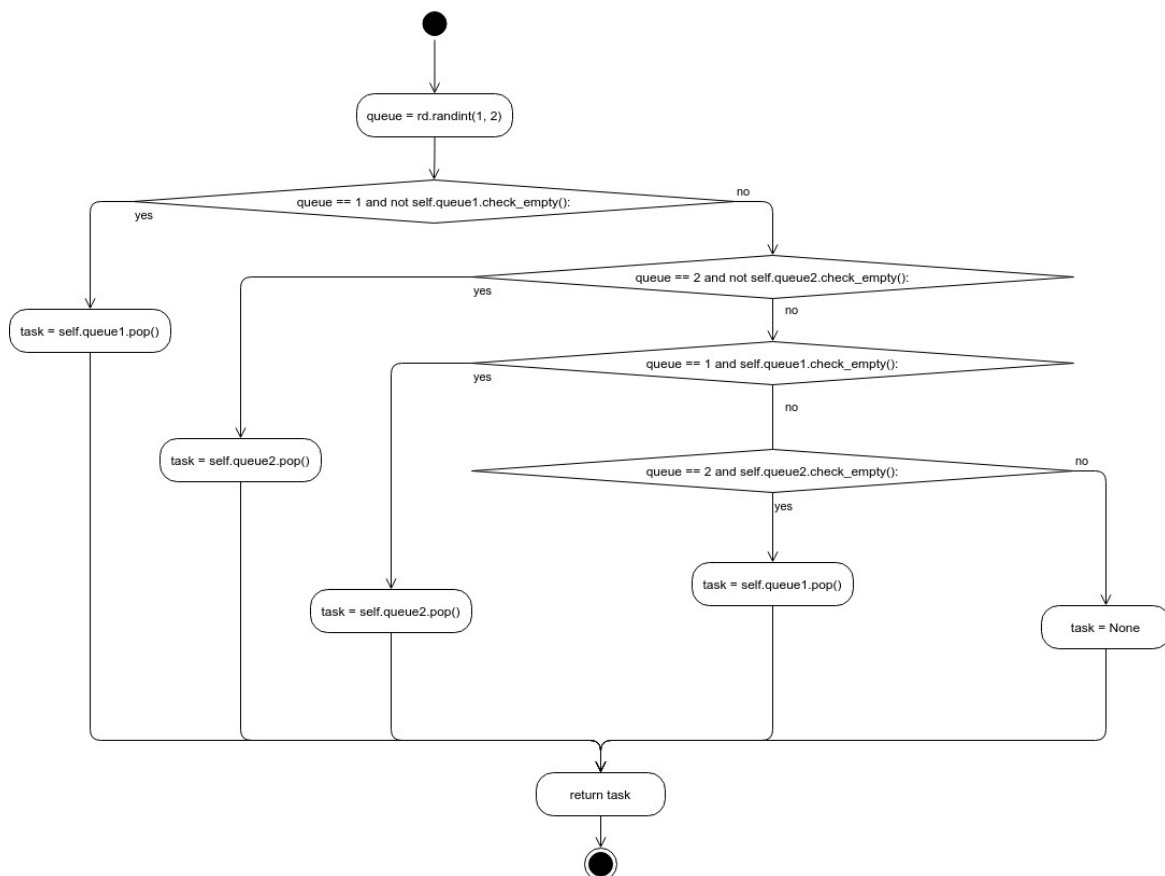 queue = rd.randint(1, 2)
no
queue == 1 and not self.queue1.check_empty():
yes
queue == 2 and not self.queue2.check_empty():
yes
no
task = self.queue1.pop()
queue == 1 and self.queue1.check_empty():
yes
no
task = self.queue2.pop()
no
queue == 2 and self.queue2.check_empty():
yes
task = self.queue1.pop()
task = self.queue2.pop()
task = None
return task